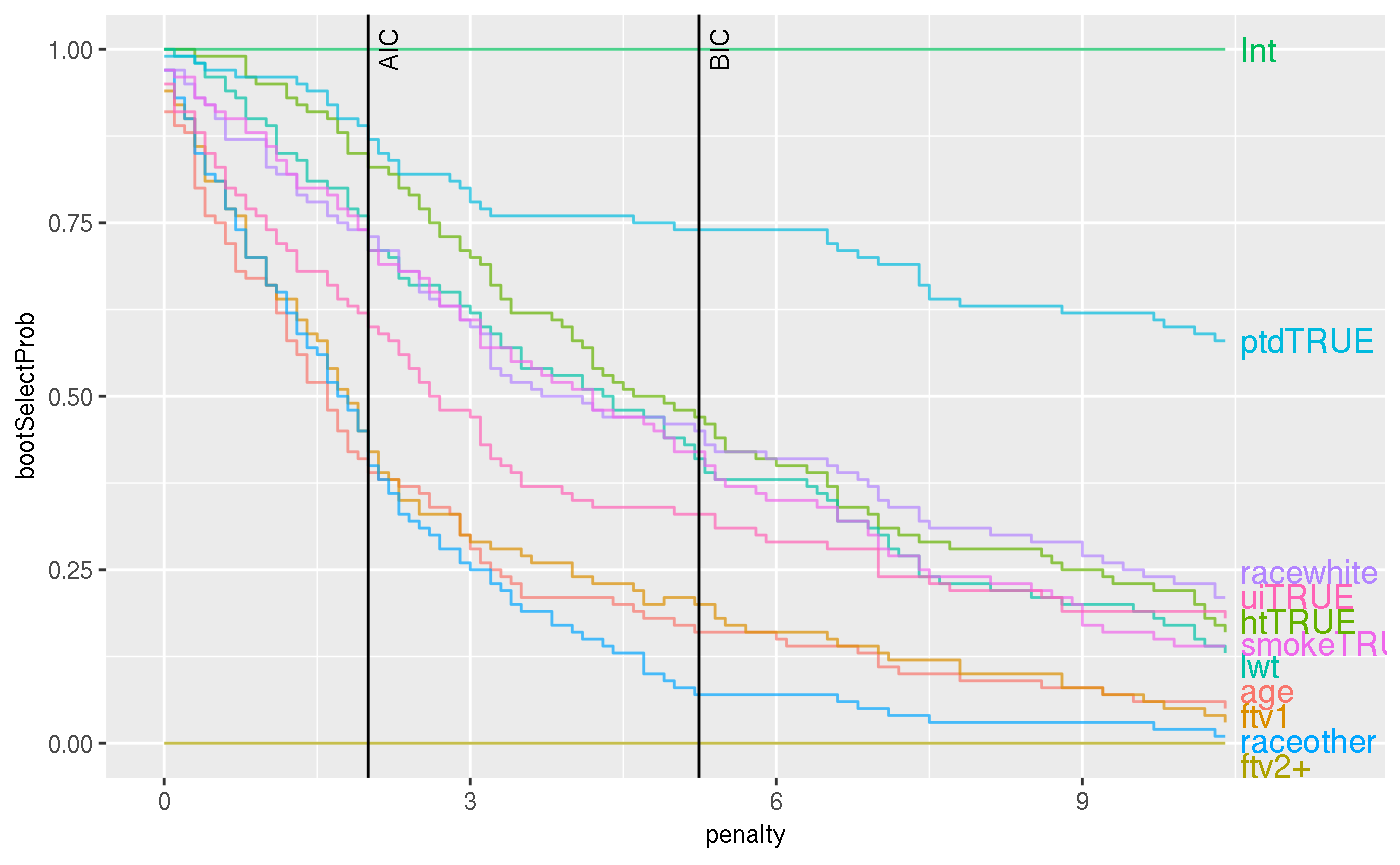 AIC
BIC
1.00
0.75
0.50
0.25
0.00
bootSelectProb
Int
ptdTRUE
racewhite
uiTRUE
htTRUE
smokeTRU
lwt
age
ftv1
raceother
ftv2+
0
3
6
9
penalty